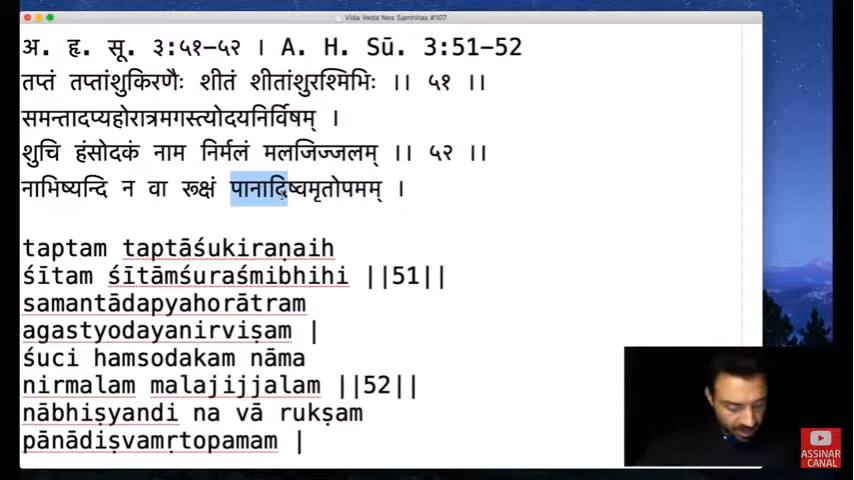 Vida Veda Nos Samhitas #107
अ. हृ. सू. ३:५१–५२ । A. H. Sū. 3:51–52
तप्तं तप्तांशुकिरणैः शीतं शीतांशुरश्मिभिः ।। ५१ ।।
समन्तादप्यहोरात्रमगस्त्योदयनिर्विषम् ।
शुचि हंसोदकं नाम निर्मलं मलजिज्जलम् ।। ५२ ।।
नाभिष्यन्दि न वा रूक्षं पानादिष्वमृतोपमम् ।
taptam taptāśukiraṇaih
śītam śītāmśuraśmibhihi ||51||
samantādapyahorātram
agastyodayanirviṣam |
śuci hamsodakam nāma
nirmalam malajijjalam ||52||
nābhiṣyandi na vā rukṣam
pānādiṣvamṛtopamam |
ASSINAR
CANAL